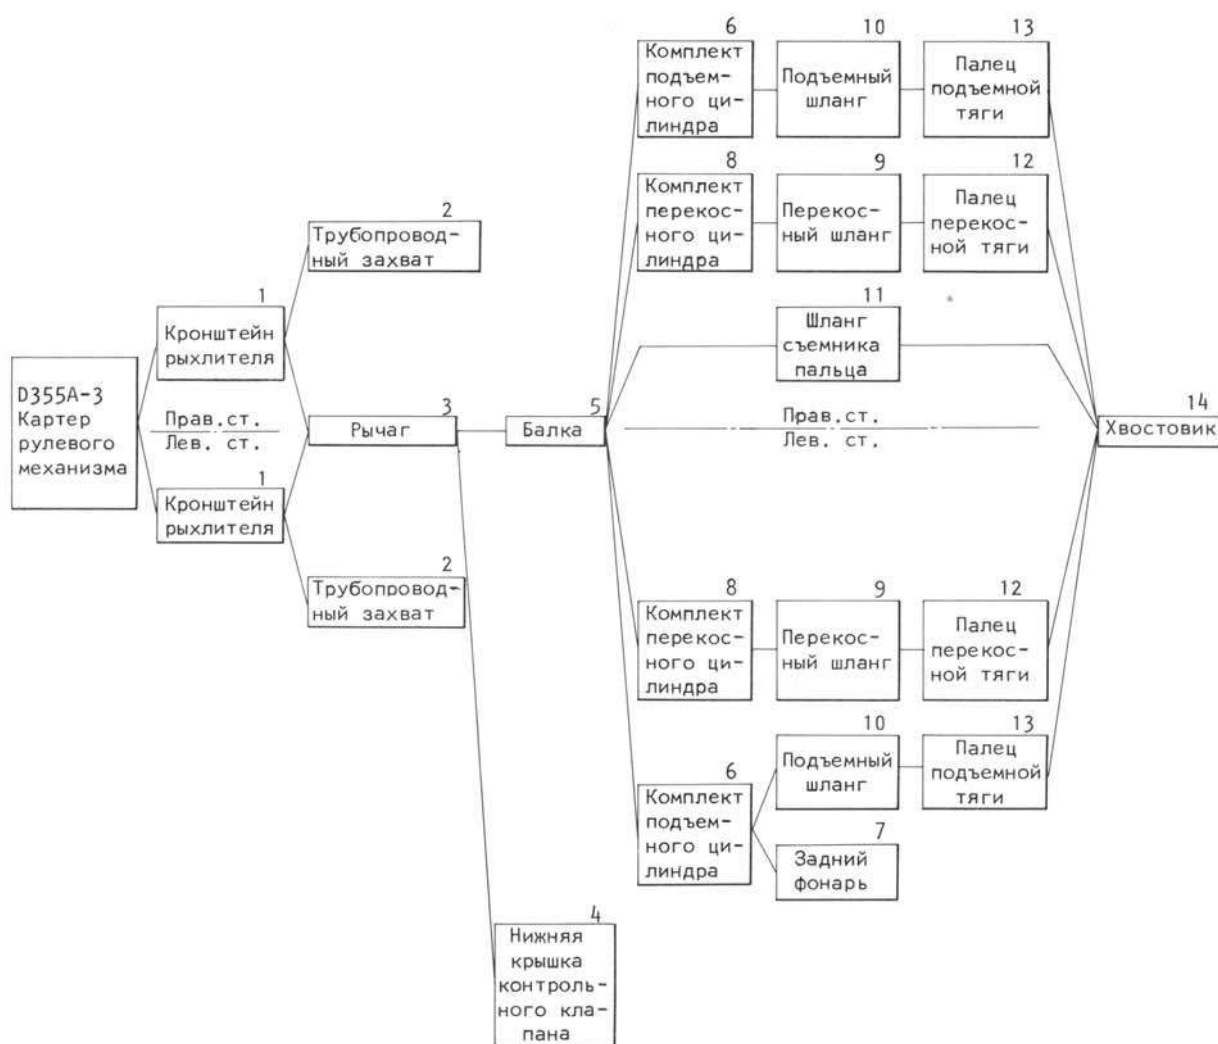 D355A-3
Картер
рулевого
механизма
1
Кронштейн
рыхлителя
Прав.ст.
Лев. ст.
1
Кронштейн
рыхлителя
2
Трубопровод-
ный захват
3
Рычаг
2
Трубопровод-
ный захват
4
Нижняя
крышка
контроль-
ного кла-
пана
5
Балка
6
Комплект
подъем-
ного ци-
линдра
10
Подъемный
шланг
13
Палец
подъемной
тяги
8
Комплект
перекос-
ного ци-
линдра
9
Перекос-
ный шланг
12
Палец
перекос-
ной тяги
11
Шланг
съемника
пальца
Прав.ст.
Лев. ст.
14
Хвостовик
8
Комплект
перекос-
ного ци-
линдра
9
Перекос-
ный шланг
12
Палец
перекос-
ной тяги
6
Комплект
подъем-
ного ци-
линдра
10
Подъемный
шланг
13
Палец
подъемной
тяги
7
Задний
фонарь